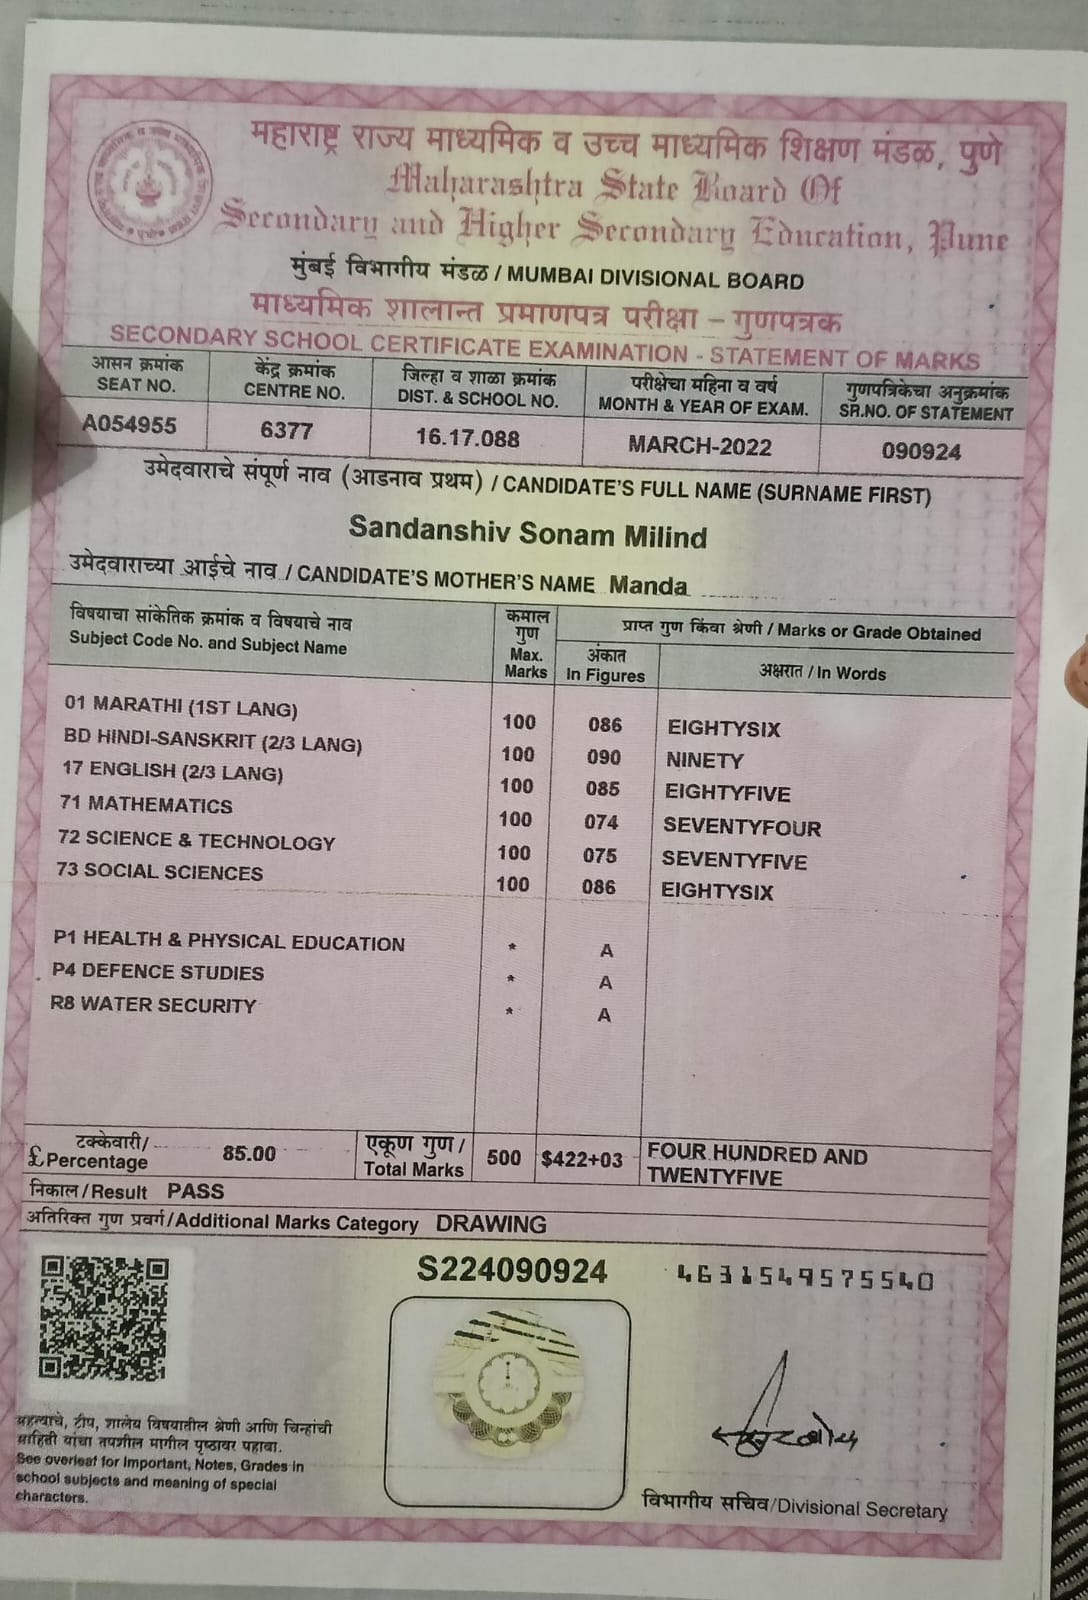 महाराष्ट्र राज्य माध्यमिक व उच्च माध्यमिक शिक्षण मंडळ, पुणे
Maharashtra State Board Of
Secondary and Higher Secondary Education, Pune
मुंबई विभागीय मंडळ / MUMBAI DIVISIONAL BOARD
माध्यमिक शालान्त प्रमाणपत्र परीक्षा – गुणपत्रक
SECONDARY SCHOOL CERTIFICATE EXAMINATION - STATEMENT OF MARKS
आसन क्रमांक केंद्र क्रमांक जिल्हा व शाळा क्रमांक परीक्षेचा महिना व वर्ष गुणपत्रिकेचा अनुक्रमांक
SEAT NO. CENTRE NO. DIST. & SCHOOL NO. MONTH & YEAR OF EXAM. SR.NO. OF STATEMENT
A054955 6377 16.17.088 MARCH-2022 090924
उमेदवाराचे संपूर्ण नाव (आडनाव प्रथम) / CANDIDATE'S FULL NAME (SURNAME FIRST)
Sandanshiv Sonam Milind
उमेदवाराच्या आईचे नाव / CANDIDATE'S MOTHER'S NAME Manda
विषयाचा सांकेतिक क्रमांक व विषयाचे नाव
Subject Code No. and Subject Name
कमाल
गुण
Max.
Marks
प्राप्त गुण किंवा श्रेणी / Marks or Grade Obtained
अंकात
In Figures
अक्षरात / In Words
01 MARATHI (1ST LANG) 100 086 EIGHTYSIX
BD HINDI-SANSKRIT (2/3 LANG) 100 090 NINETY
17 ENGLISH (2/3 LANG) 100 085 EIGHTYFIVE
71 MATHEMATICS 100 074 SEVENTYFOUR
72 SCIENCE & TECHNOLOGY 100 075 SEVENTYFIVE
73 SOCIAL SCIENCES 100 086 EIGHTYSIX
P1 HEALTH & PHYSICAL EDUCATION * A
P4 DEFENCE STUDIES * A
R8 WATER SECURITY * A
टक्केवारी/
£Percentage
85.00
एकूण गुण /
Total Marks
500 $422+03
FOUR HUNDRED AND
TWENTYFIVE
निकाल/Result PASS
अतिरिक्त गुण प्रवर्ग/Additional Marks Category DRAWING
S224090924
4631549575540
महत्वाचे, टीप, शालेय विषयातील श्रेणी आणि चिन्हांची
माहिती यांचा तपशील मागील पृष्ठावर पहावा.
See overleaf for Important, Notes, Grades in
school subjects and meaning of special
characters.
विभागीय सचिव/Divisional Secretary